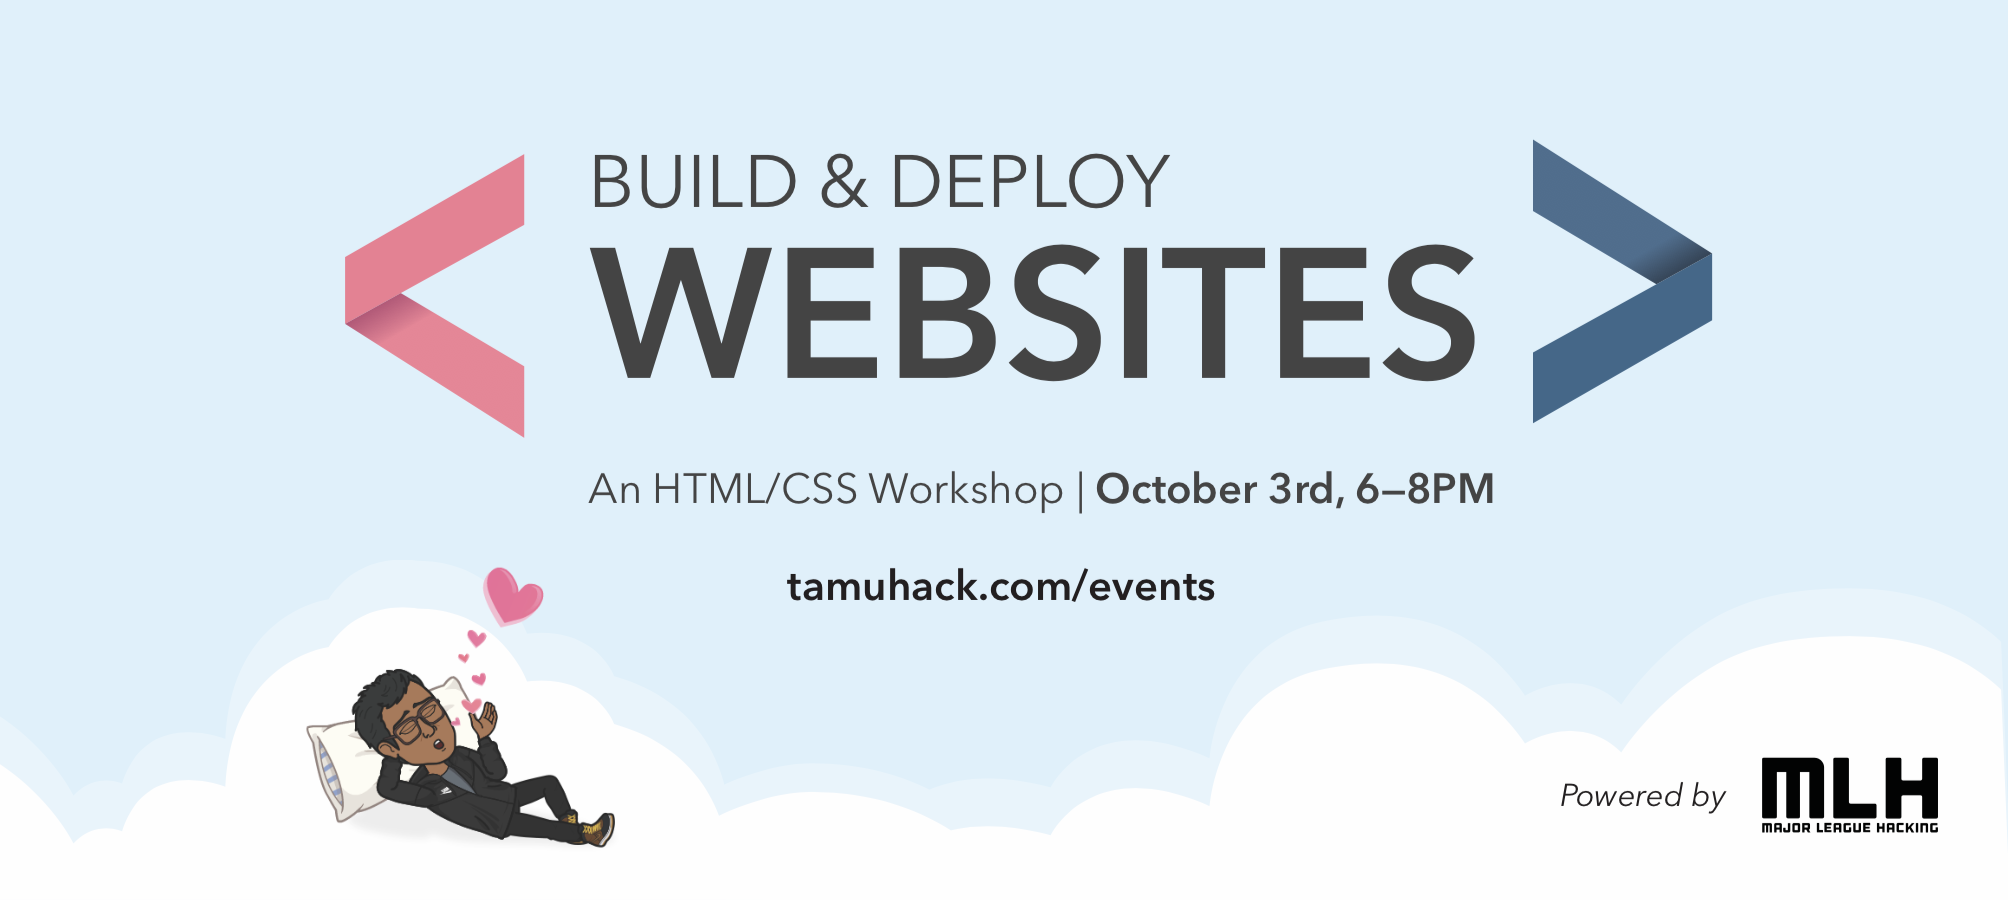 BUILD & DEPLOY
WEBSITES
An HTML/CSS Workshop | October 3rd, 6–8PM
tamuhack.com/events
Powered by
MLH
MAJOR LEAGUE HACKING